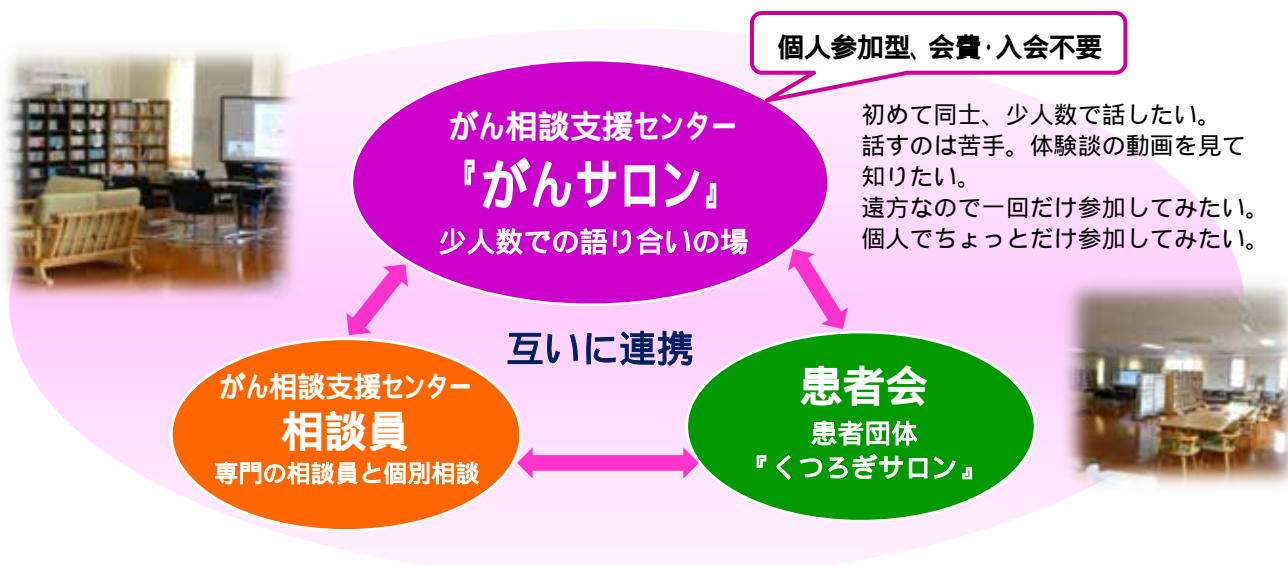 個人参加型、会費・入会不要
がん相談支援センター
『がんサロン』
少人数での語り合いの場
初めて同士、少人数で話したい。
話すのは苦手。体験談の動画を見て
知りたい。
遠方なので一回だけ参加してみたい。
個人でちょっとだけ参加してみたい。
互いに連携
がん相談支援センター
相談員
専門の相談員と個別相談
患者会
患者団体
『くつろぎサロン』